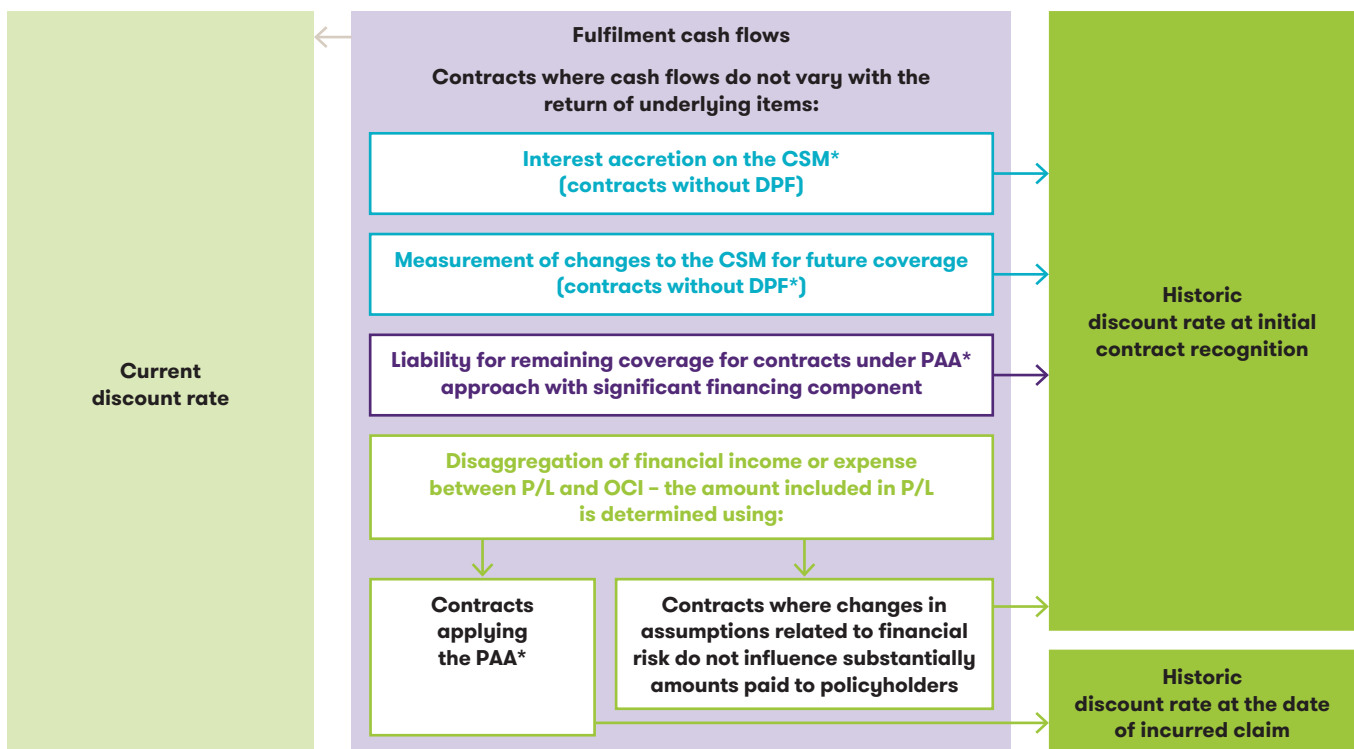 Fulfilment cash flows
Contracts where cash flows do not vary with the
return of underlying items:
Interest accretion on the CSM*
(contracts without DPF)
Measurement of changes to the CSM for future coverage
(contracts without DPF*)
Liability for remaining coverage for contracts under PAA*
approach with significant financing component
Disaggregation of financial income or expense
between P/L and OCI – the amount included in P/L
is determined using:
Contracts
applying
the PAA*
Contracts where changes in
assumptions related to financial
risk do not influence substantially
amounts paid to policyholders
Current
discount rate
Historic
discount rate at initial
contract recognition
Historic
discount rate at the date
of incurred claim